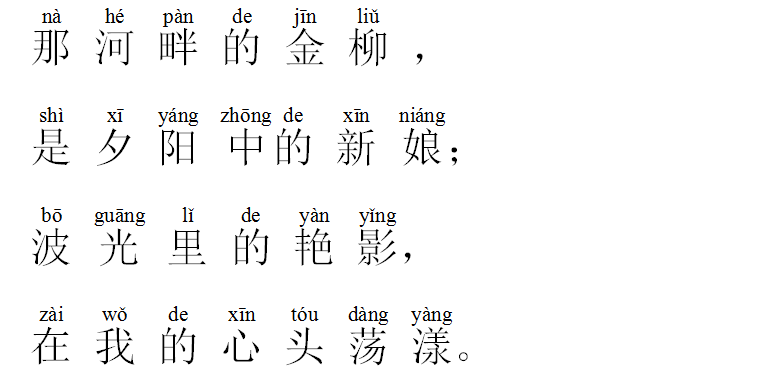 nà hé pàn de jīn liǔ
那河畔的金柳，
shì xī yáng zhōng de xīn niáng
是夕阳中的新娘；
bō guāng lǐ de yàn yǐng
波光里的艳影，
zài wǒ de xīn tóu dàng yàng
在我的心头荡漾。